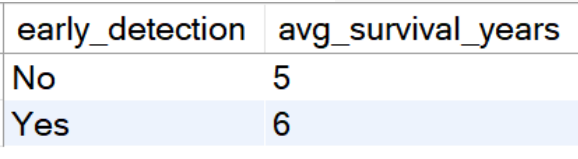 early_detection avg_survival_years
No 5
Yes 6